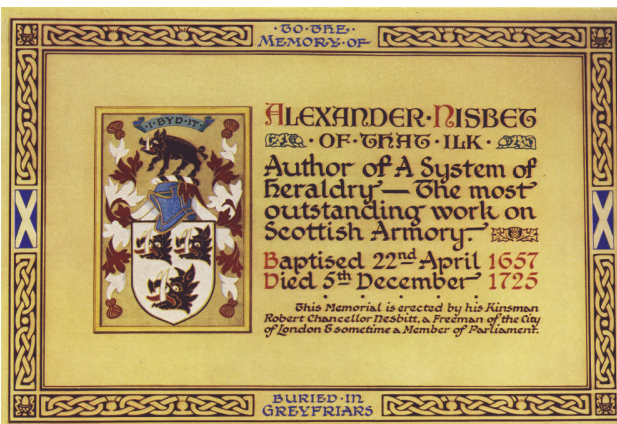 ·TO·THE·
MEMORY·OF·
·I·BYD·IT·
ALEXANDER·NISBET
·OF·THAT·ILK·
Author of A System of
Heraldry — The most
outstanding work on
Scottish Armory.
Baptised 22nd April 1657
Died 5th December 1725
This Memorial is erected by his Kinsman
Robert Chancellor Nesbitt, a Freeman of the City
of London & sometime a Member of Parliament.
BURIED·IN
GREYFRIARS